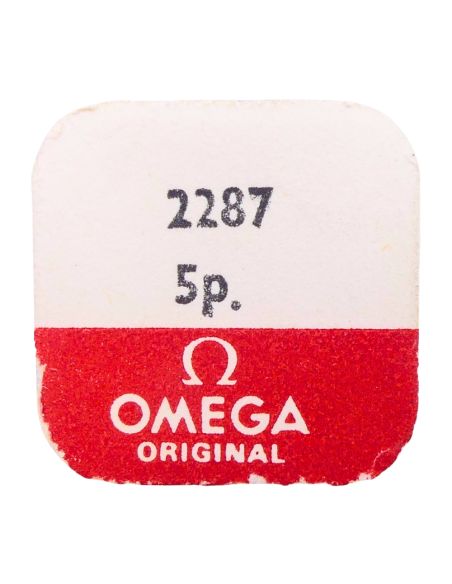 2287
5p.
Ω
OMEGA
ORIGINAL